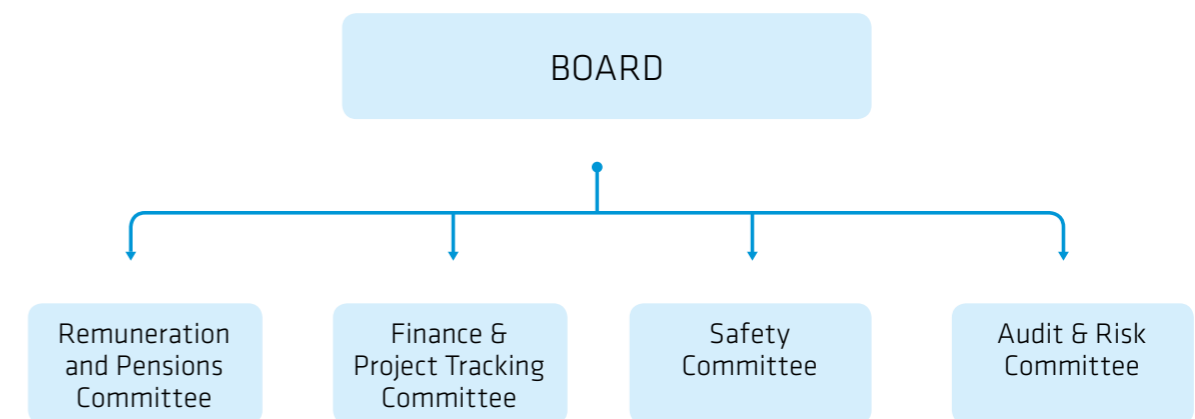 BOARD
Remuneration
and Pensions
Committee
Finance &
Project Tracking
Committee
Safety
Committee
Audit & Risk
Committee